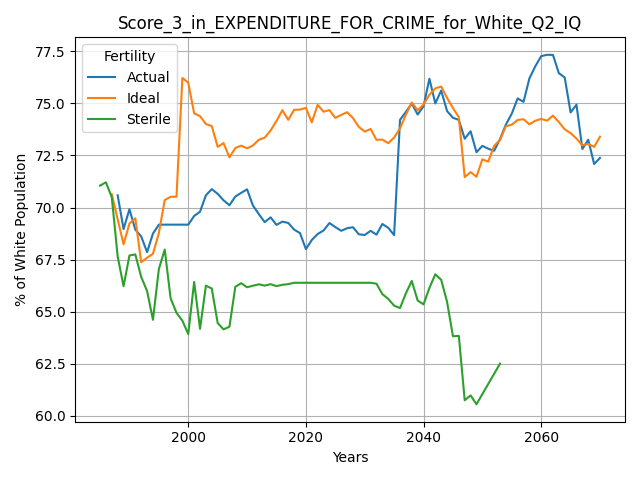 Score_3_in_EXPENDITURE_FOR_CRIME_for_White_Q2_IQ
Fertility
Actual
Ideal
Sterile
% of White Population
77.5
75.0
72.5
70.0
67.5
65.0
62.5
60.0
2000
2020
2040
2060
Years